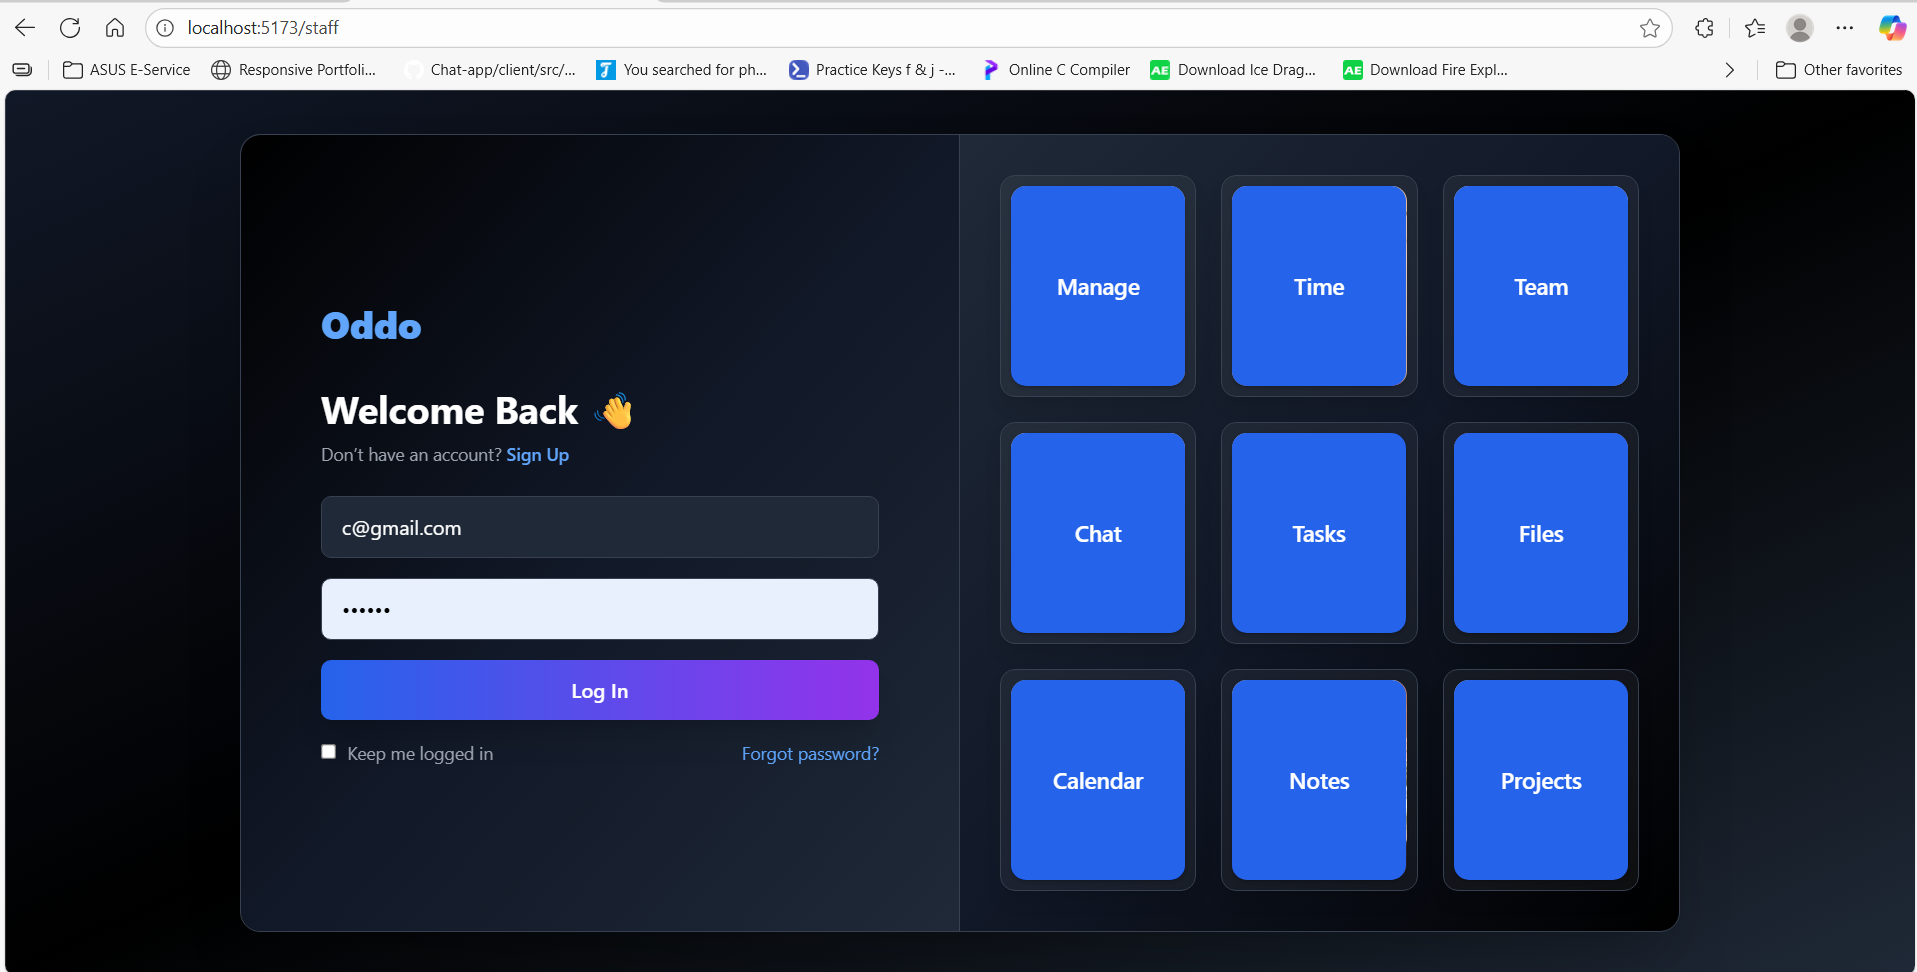 localhost:5173/staff
ASUS E-Service
Responsive Portfoli...
Chat-app/client/src/...
You searched for ph...
Practice Keys f & j -...
Online C Compiler
AE
Download Ice Drag...
AE
Download Fire Expl...
Other favorites
Oddo
Welcome Back 👋
Don’t have an account? Sign Up
c@gmail.com
••••••
Log In
Keep me logged in
Forgot password?
Manage
Time
Team
Chat
Tasks
Files
Calendar
Notes
Projects